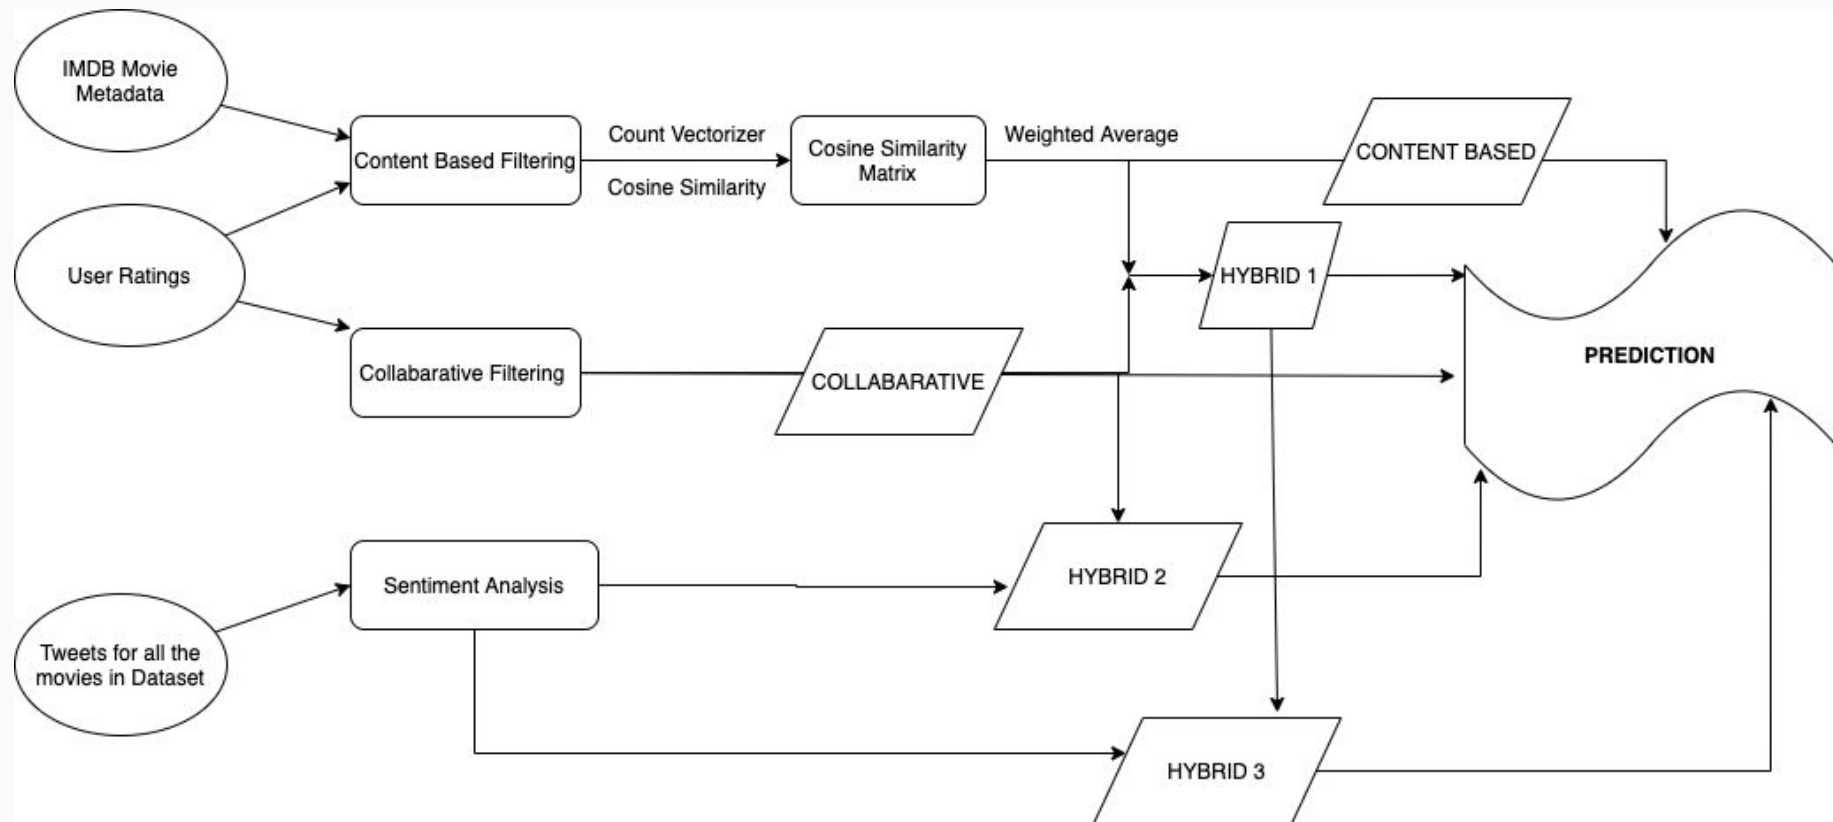 IMDB Movie
Metadata
Content Based Filtering
Count Vectorizer
Cosine Similarity
Cosine Similarity
Matrix
Weighted Average
CONTENT BASED
User Ratings
HYBRID 1
Collabarative Filtering
COLLABARATIVE
PREDICTION
Sentiment Analysis
HYBRID 2
Tweets for all the
movies in Dataset
HYBRID 3